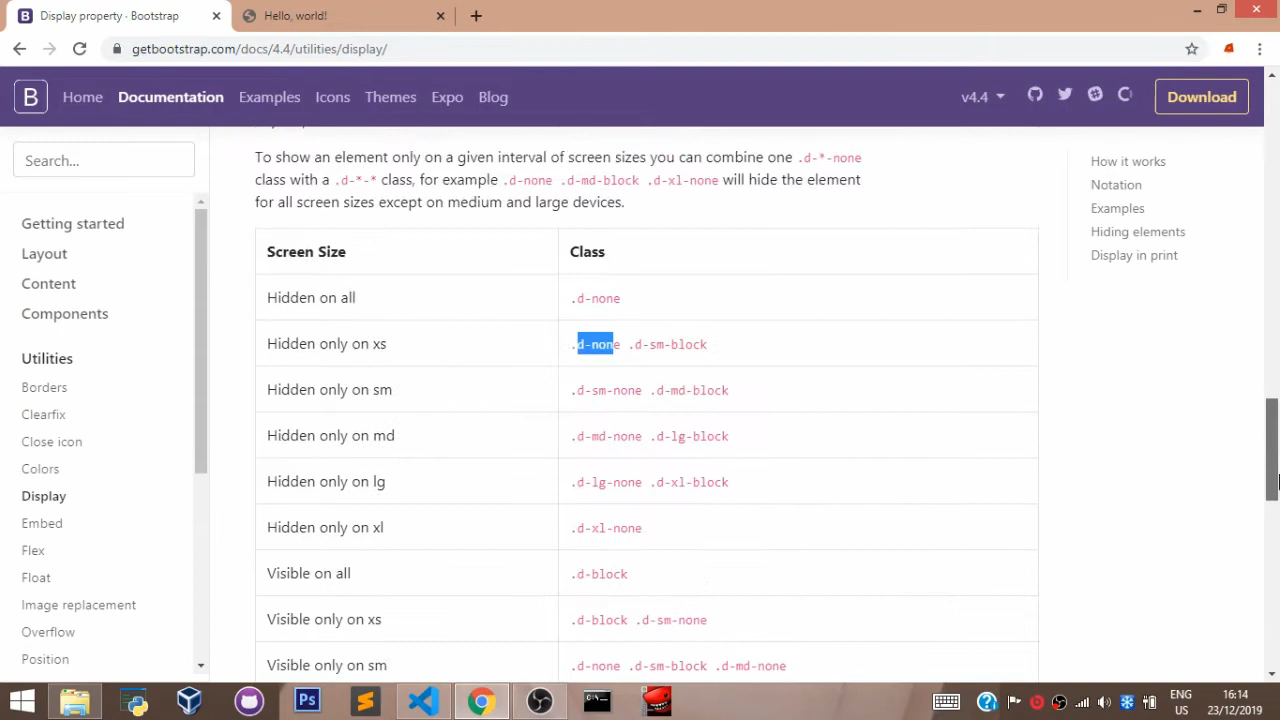 Display property · Bootstrap
Hello, world!
getbootstrap.com/docs/4.4/utilities/display/
B Home Documentation Examples Icons Themes Expo Blog v4.4 Download
Search...
Getting started
Layout
Content
Components
Utilities
Borders
Clearfix
Close icon
Colors
Display
Embed
Flex
Float
Image replacement
Overflow
Position
To show an element only on a given interval of screen sizes you can combine one .d-*-none
class with a .d-*-* class, for example .d-none .d-md-block .d-xl-none will hide the element
for all screen sizes except on medium and large devices.
Screen Size Class
Hidden on all .d-none
Hidden only on xs .d-none .d-sm-block
Hidden only on sm .d-sm-none .d-md-block
Hidden only on md .d-md-none .d-lg-block
Hidden only on lg .d-lg-none .d-xl-block
Hidden only on xl .d-xl-none
Visible on all .d-block
Visible only on xs .d-block .d-sm-none
Visible only on sm .d-none .d-sm-block .d-md-none
How it works
Notation
Examples
Hiding elements
Display in print
Ps
ENG 16:14
US 23/12/2019